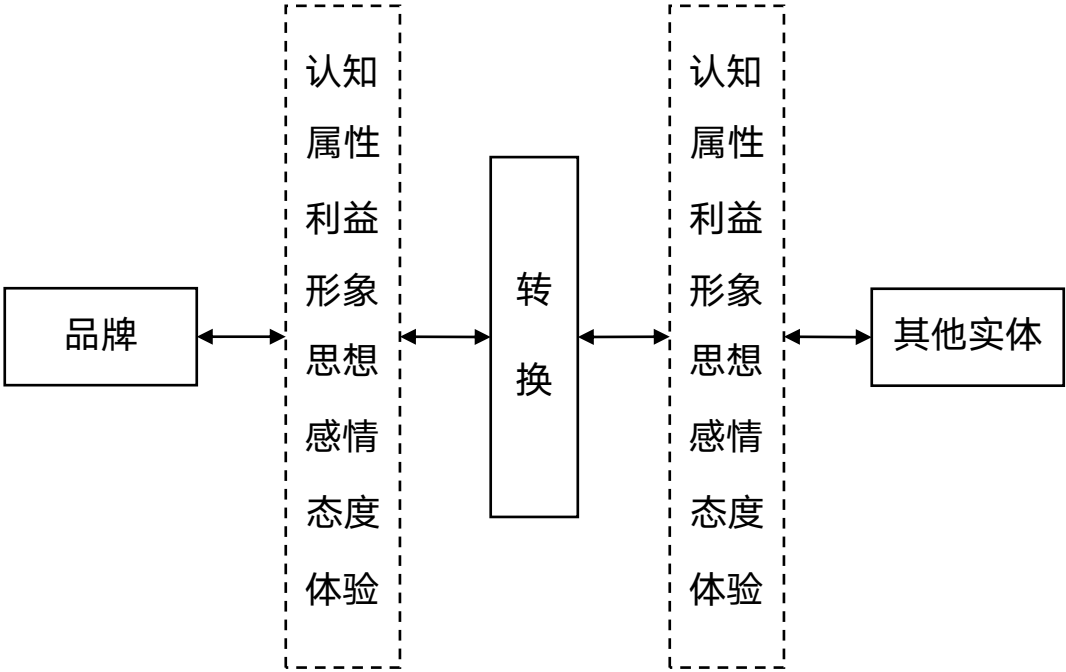 品牌
认知
属性
利益
形象
思想
感情
态度
体验
转
换
认知
属性
利益
形象
思想
感情
态度
体验
其他实体